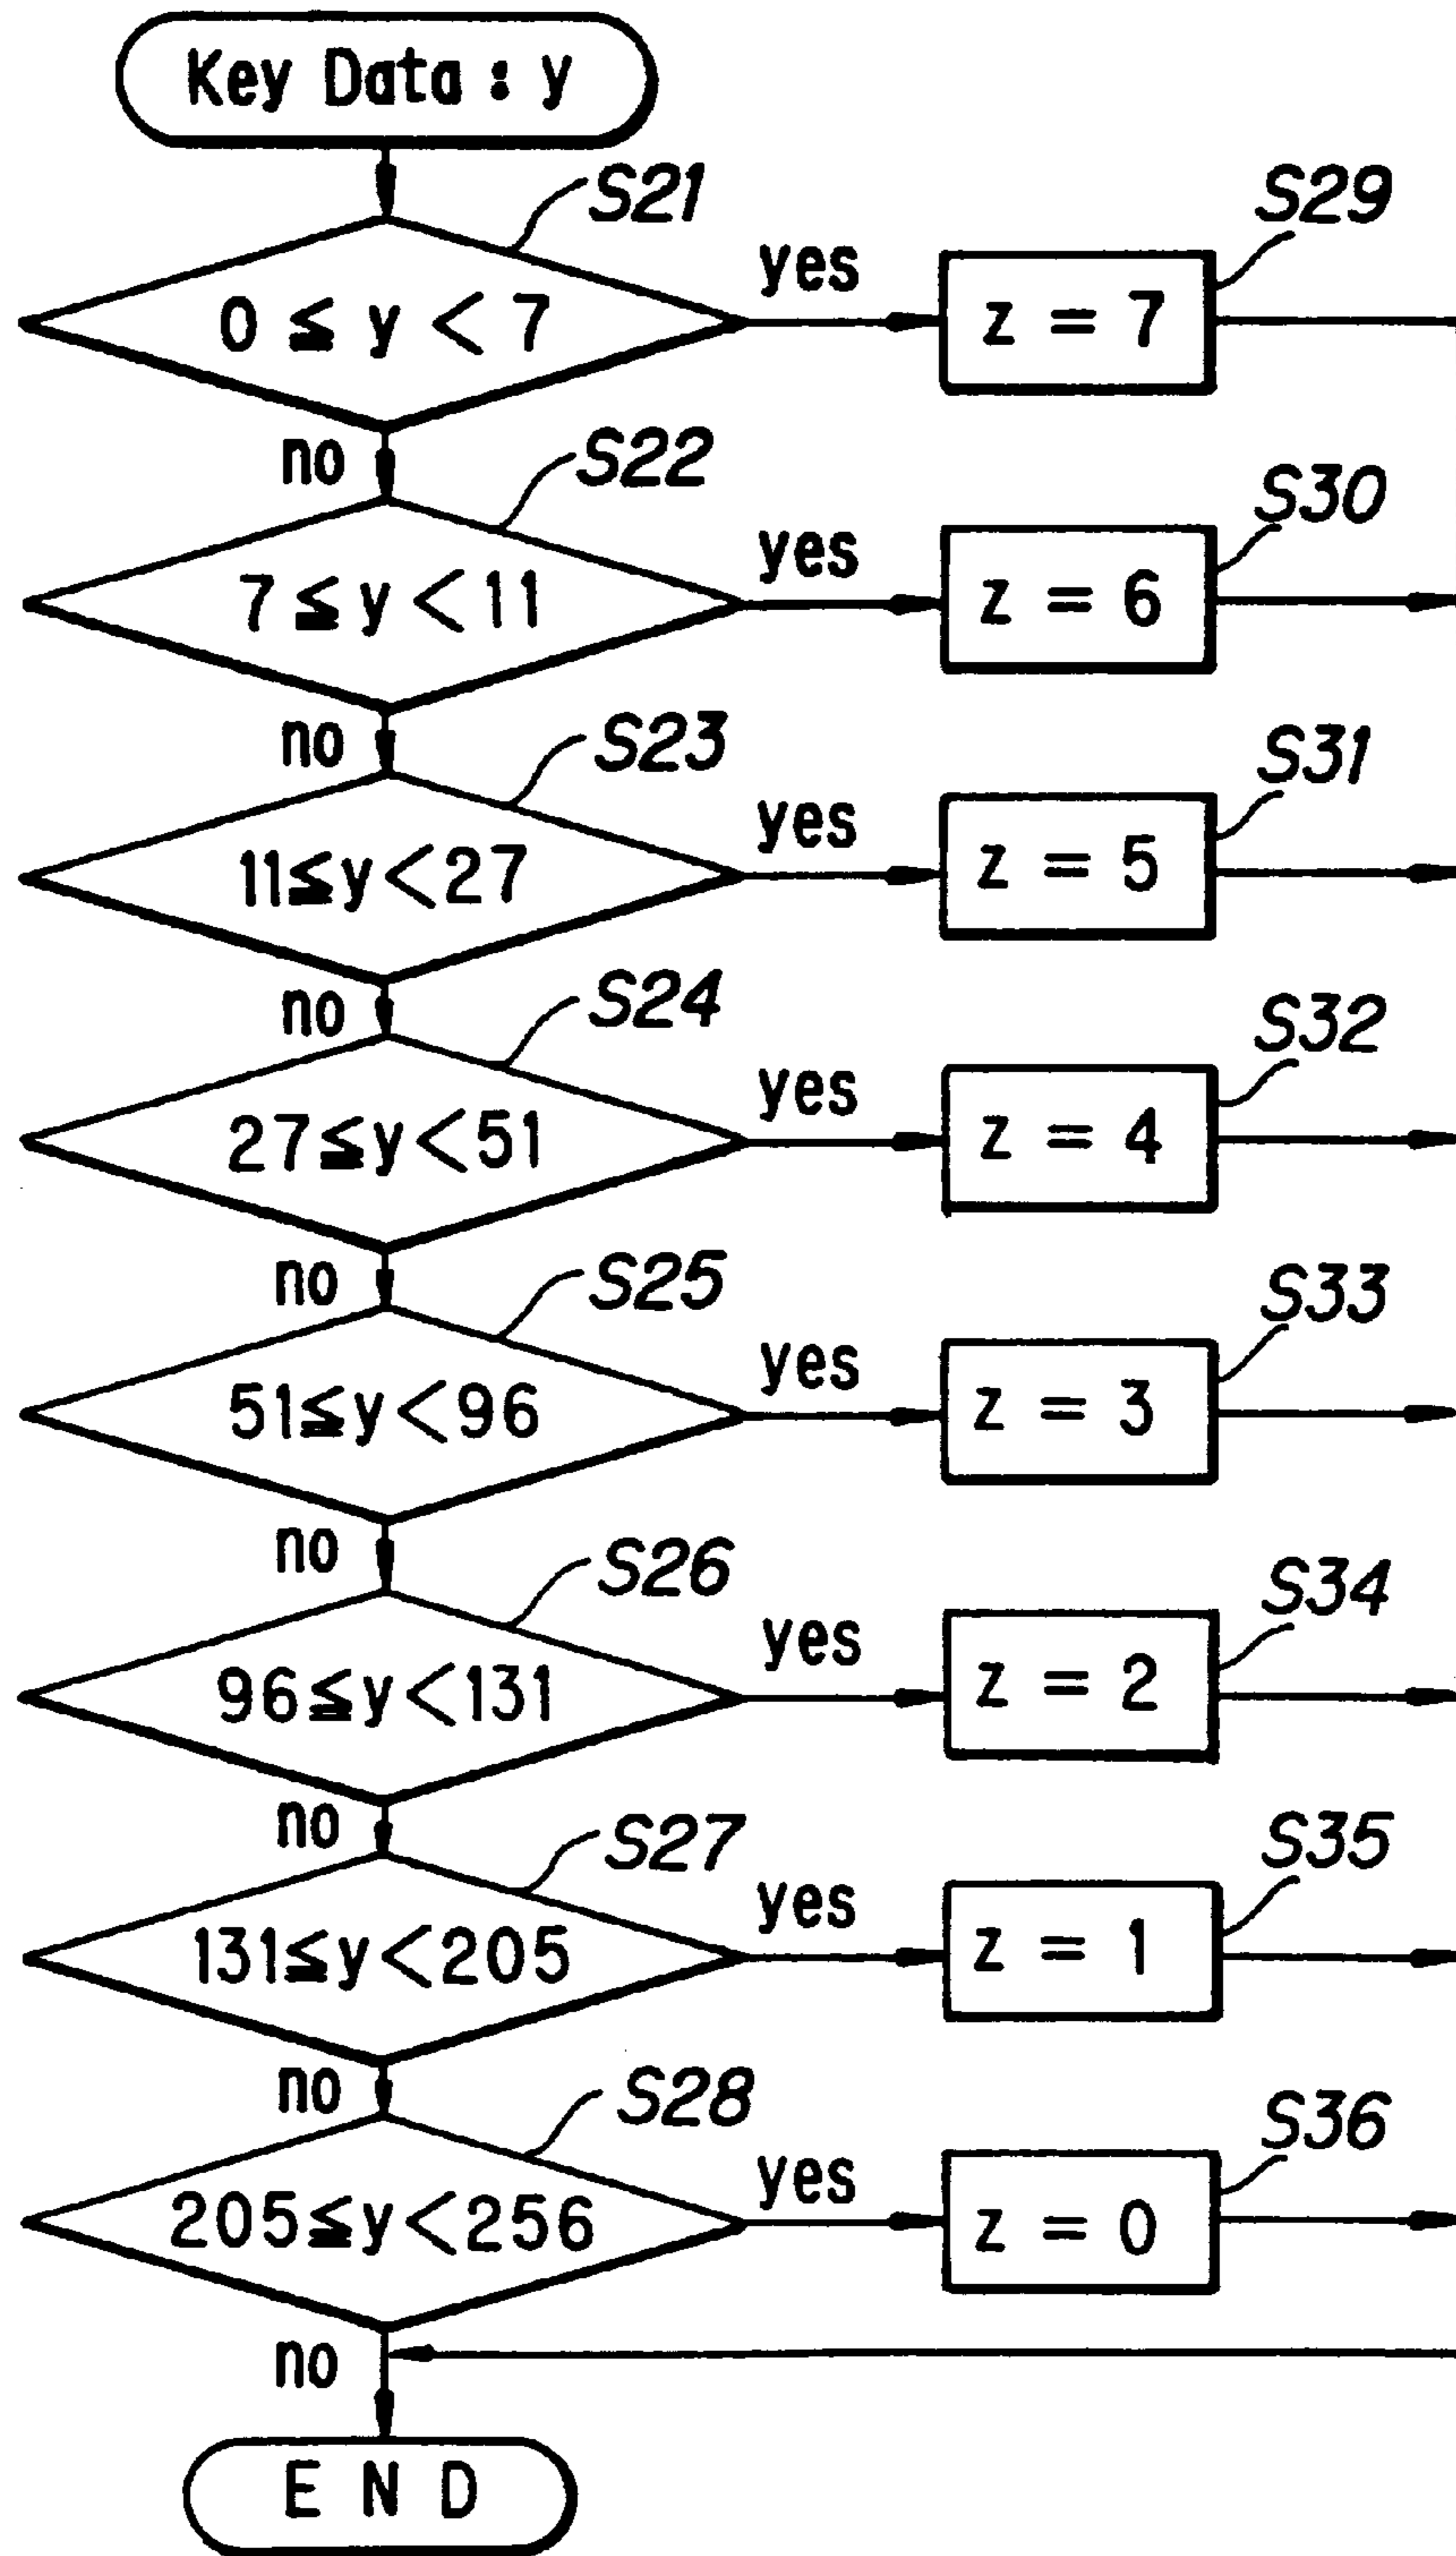 Key Data : y
S21
0 ≦ y < 7
yes
S29
z = 7
no
S22
7 ≦ y < 11
yes
S30
z = 6
no
S23
11 ≦ y < 27
yes
S31
z = 5
no
S24
27 ≦ y < 51
yes
S32
z = 4
no
S25
51 ≦ y < 96
yes
S33
z = 3
no
S26
96 ≦ y < 131
yes
S34
z = 2
no
S27
131 ≦ y < 205
yes
S35
z = 1
no
S28
205 ≦ y < 256
yes
S36
z = 0
no
END